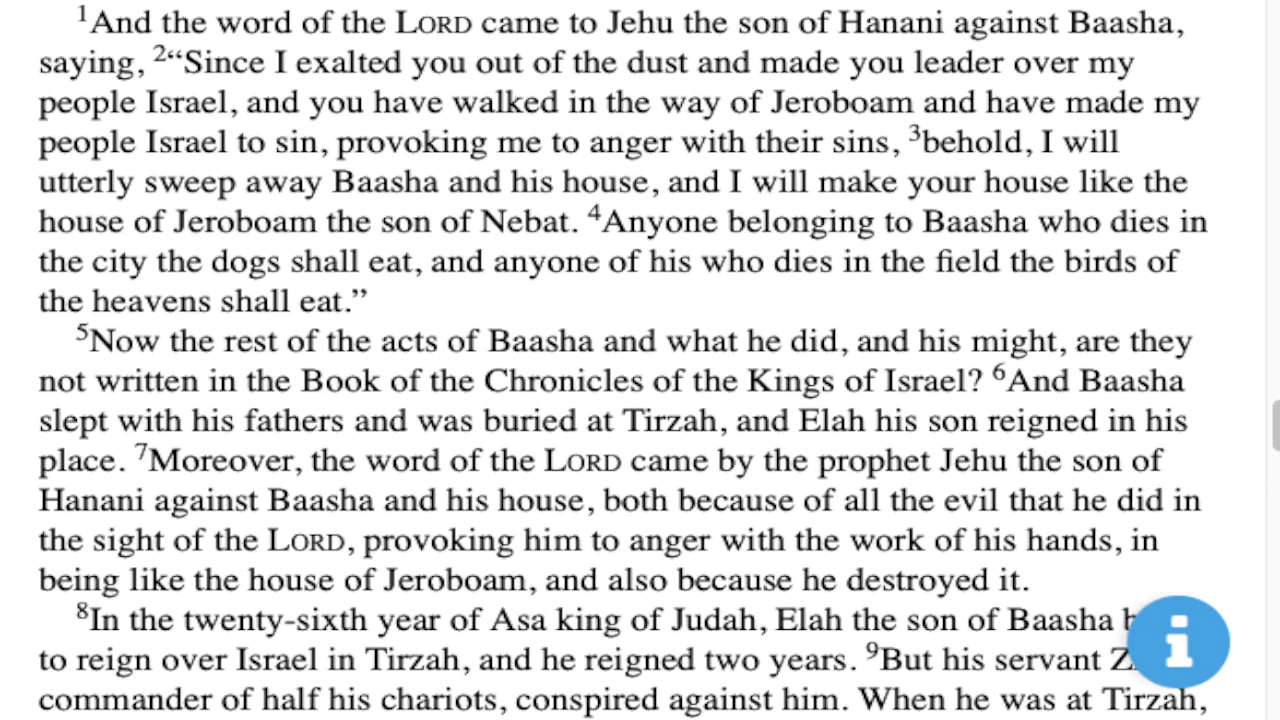 1And the word of the LORD came to Jehu the son of Hanani against Baasha,
saying, 2“Since I exalted you out of the dust and made you leader over my
people Israel, and you have walked in the way of Jeroboam and have made my
people Israel to sin, provoking me to anger with their sins, 3behold, I will
utterly sweep away Baasha and his house, and I will make your house like the
house of Jeroboam the son of Nebat. 4Anyone belonging to Baasha who dies in
the city the dogs shall eat, and anyone of his who dies in the field the birds of
the heavens shall eat.”
5Now the rest of the acts of Baasha and what he did, and his might, are they
not written in the Book of the Chronicles of the Kings of Israel? 6And Baasha
slept with his fathers and was buried at Tirzah, and Elah his son reigned in his
place. 7Moreover, the word of the LORD came by the prophet Jehu the son of
Hanani against Baasha and his house, both because of all the evil that he did in
the sight of the LORD, provoking him to anger with the work of his hands, in
being like the house of Jeroboam, and also because he destroyed it.
8In the twenty-sixth year of Asa king of Judah, Elah the son of Baasha
to reign over Israel in Tirzah, and he reigned two years. 9But his servant
commander of half his chariots, conspired against him. When he was at Tirzah,